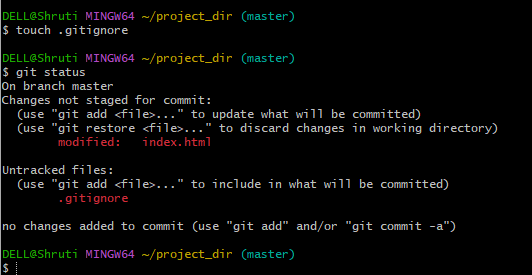 DELL@Shruti MINGW64 ~/project_dir (master)
$ touch .gitignore
DELL@Shruti MINGW64 ~/project_dir (master)
$ git status
On branch master
Changes not staged for commit:
  (use "git add <file>..." to update what will be committed)
  (use "git restore <file>..." to discard changes in working directory)
        modified:   index.html
Untracked files:
  (use "git add <file>..." to include in what will be committed)
        .gitignore
no changes added to commit (use "git add" and/or "git commit -a")
DELL@Shruti MINGW64 ~/project_dir (master)
$